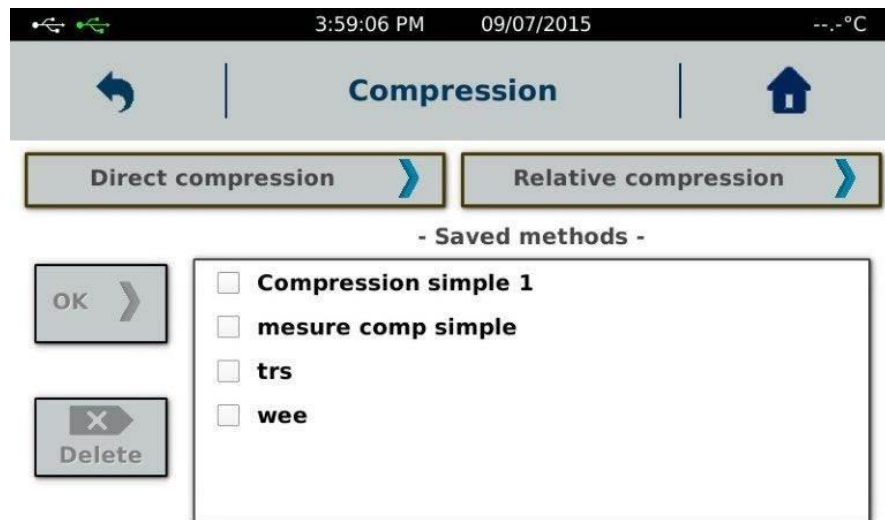 3:59:06 PM 09/07/2015 --.-°C
Compression
Direct compression Relative compression
- Saved methods -
OK
Compression simple 1
mesure comp simple
trs
wee
Delete